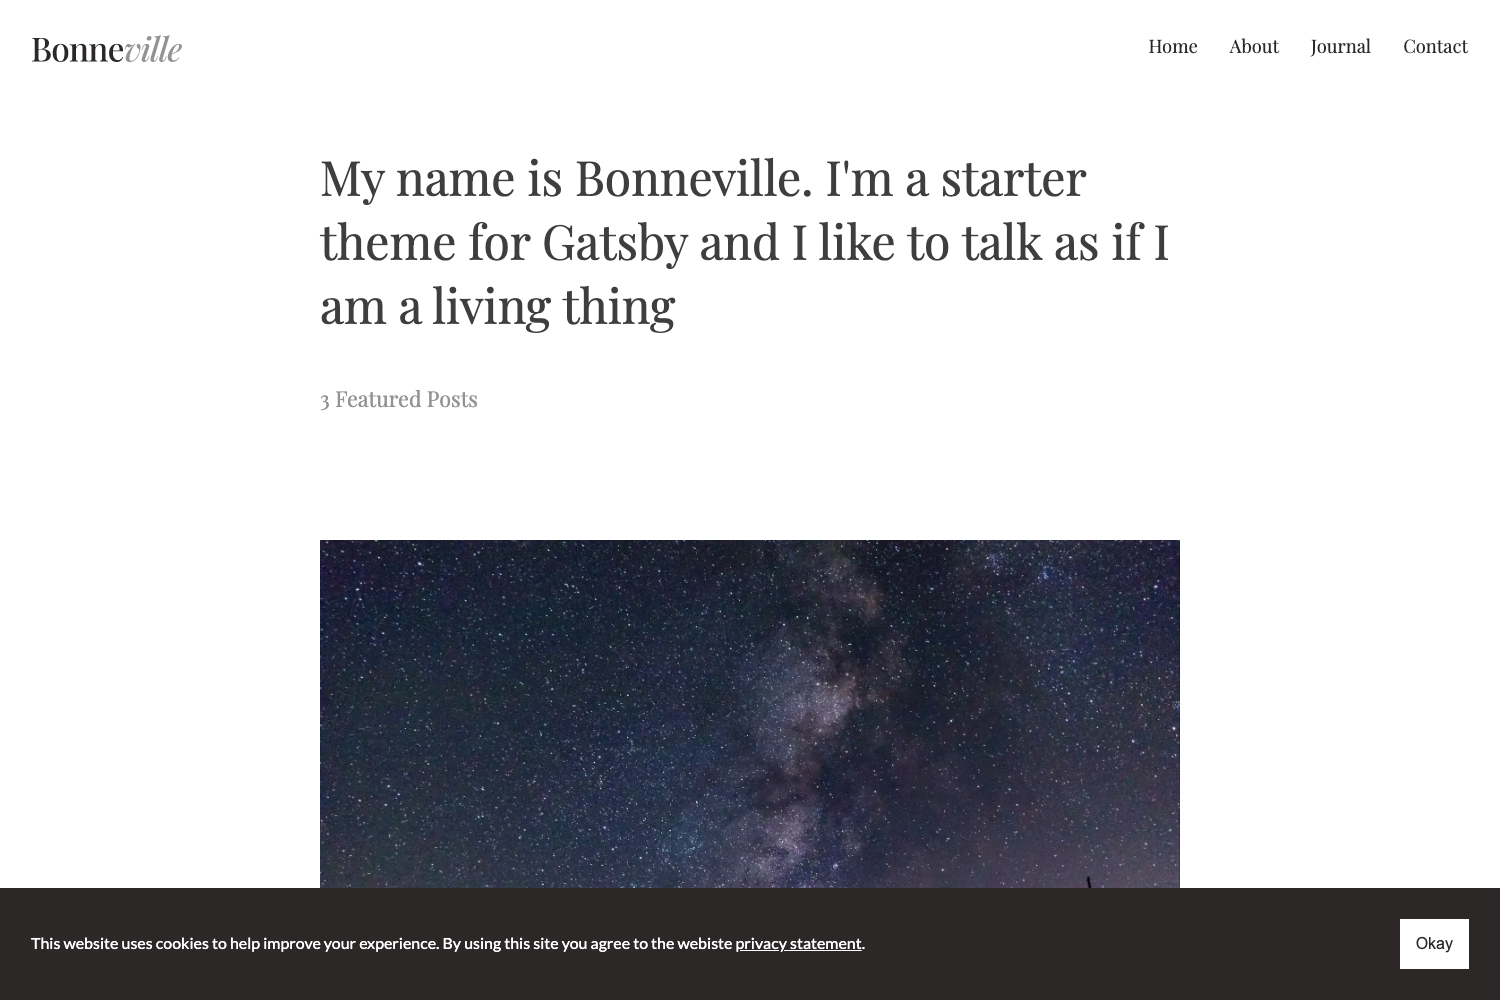 Bonneville
Home About Journal Contact
My name is Bonneville. I'm a starter
theme for Gatsby and I like to talk as if I
am a living thing
3 Featured Posts
This website uses cookies to help improve your experience. By using this site you agree to the webiste privacy statement.
Okay